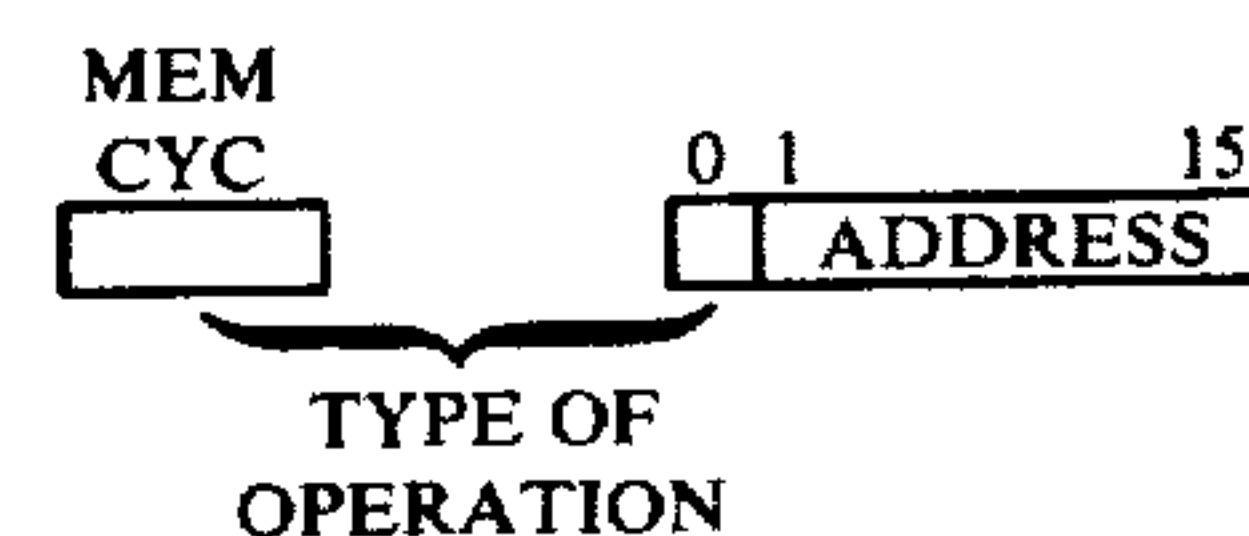 MEM
CYC
0 1 15
ADDRESS
TYPE OF
OPERATION